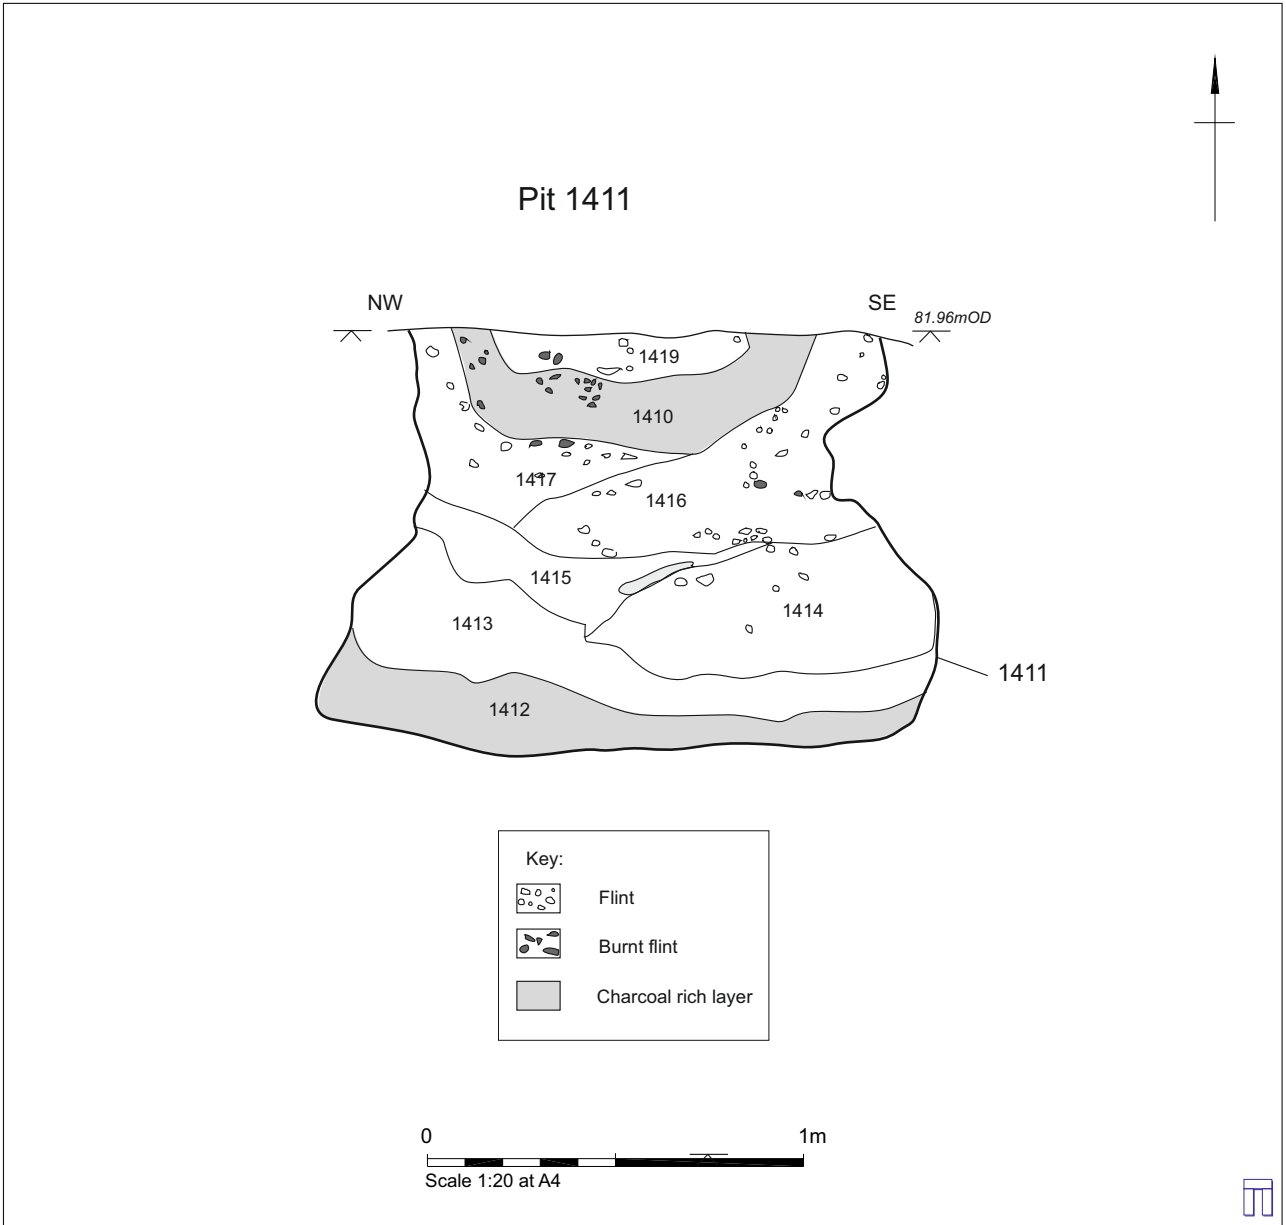 Pit 1411
NW
SE
81.96mOD
1419
1410
1417
1416
1415
1414
1413
1411
1412
Key:
Flint
Burnt flint
Charcoal rich layer
0
1m
Scale 1:20 at A4